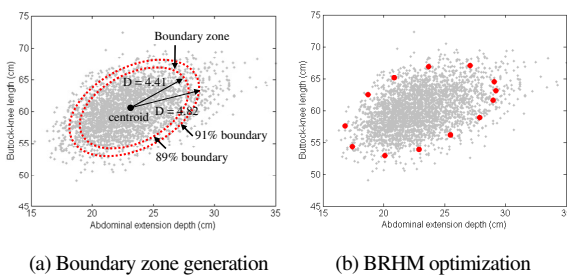 Boundary zone
75
70
65
60
55
50
45
15
20
25
30
35
Buttock-knee length (cm)
Abdominal extension depth (cm)
D = 4.41
D = 4.82
centroid
91% boundary
89% boundary
(a) Boundary zone generation
75
70
65
60
55
50
45
15
20
25
30
35
Buttock-knee length (cm)
Abdominal extension depth (cm)
(b) BRHM optimization